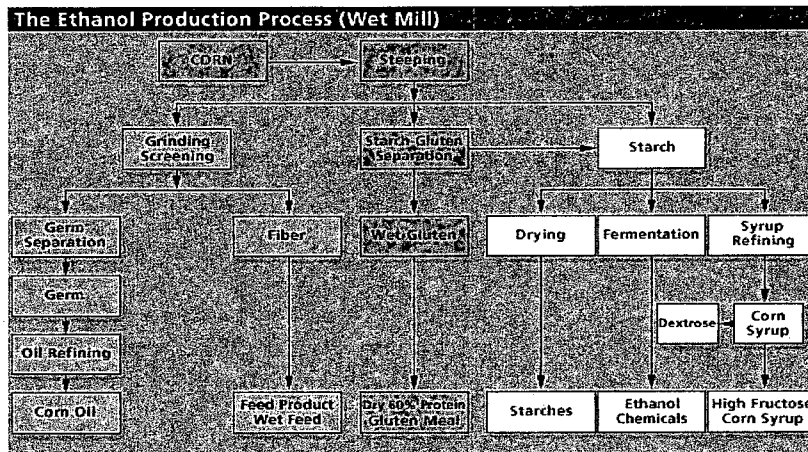 The Ethanol Production Process (Wet Mill)
CORN
Steeping
Grinding
Screening
Starch-Gluten
Separation
Starch
Germ
Separation
Fiber
Wet Gluten
Drying
Fermentation
Syrup
Refining
Germ
Dextrose
Corn
Syrup
Oil Refining
Corn Oil
Feed Product
Wet Feed
Dry 60% Protein
Gluten Meal
Starches
Ethanol
Chemicals
High Fructose
Corn Syrup